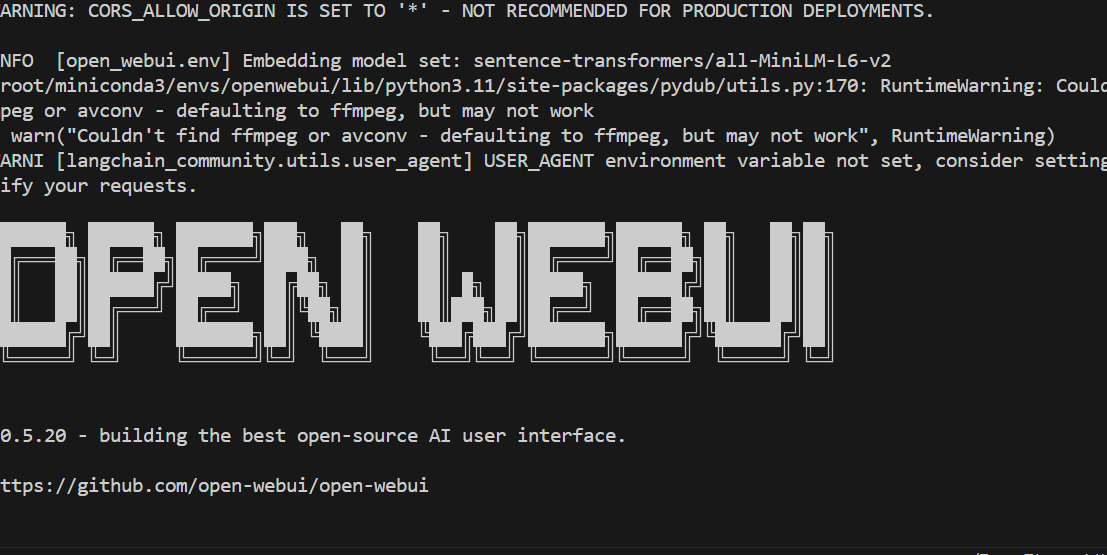 ARNING: CORS_ALLOW_ORIGIN IS SET TO '*' - NOT RECOMMENDED FOR PRODUCTION DEPLOYMENTS.
NFO  [open_webui.env] Embedding model set: sentence-transformers/all-MiniLM-L6-v2
root/miniconda3/envs/openwebui/lib/python3.11/site-packages/pydub/utils.py:170: RuntimeWarning: Could
peg or avconv - defaulting to ffmpeg, but may not work
 warn("Couldn't find ffmpeg or avconv - defaulting to ffmpeg, but may not work", RuntimeWarning)
ARNI [langchain_community.utils.user_agent] USER_AGENT environment variable not set, consider setting
ify your requests.
OPEN WEBUI
0.5.20 - building the best open-source AI user interface.
ttps://github.com/open-webui/open-webui